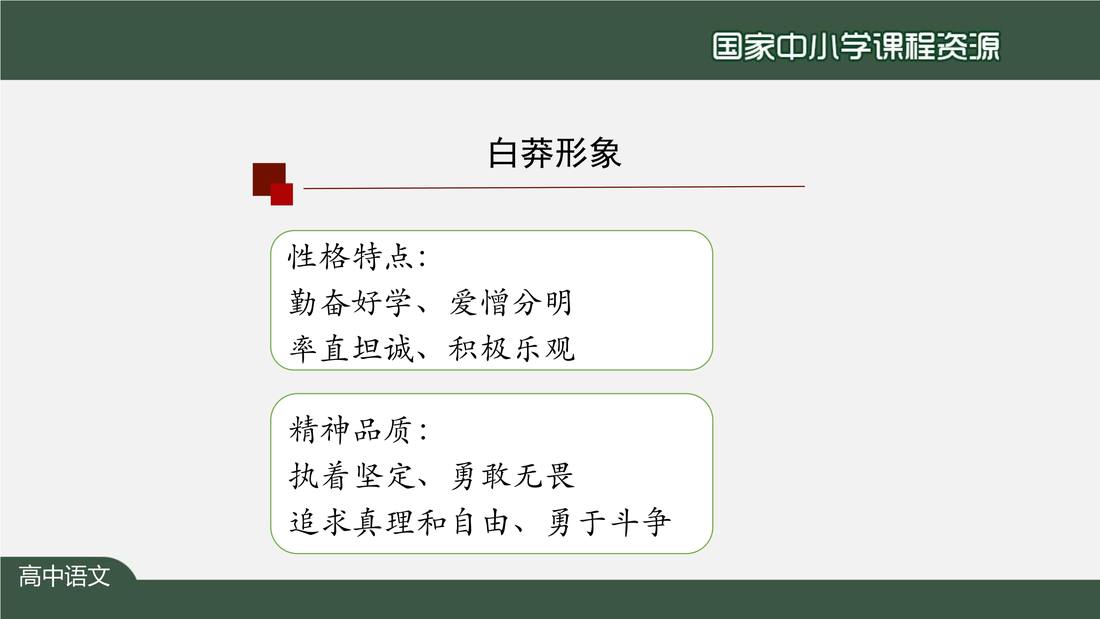 国家中小学课程资源
白莽形象
性格特点：
勤奋好学、爱憎分明
率直坦诚、积极乐观
精神品质：
执着坚定、勇敢无畏
追求真理和自由、勇于斗争
高中语文